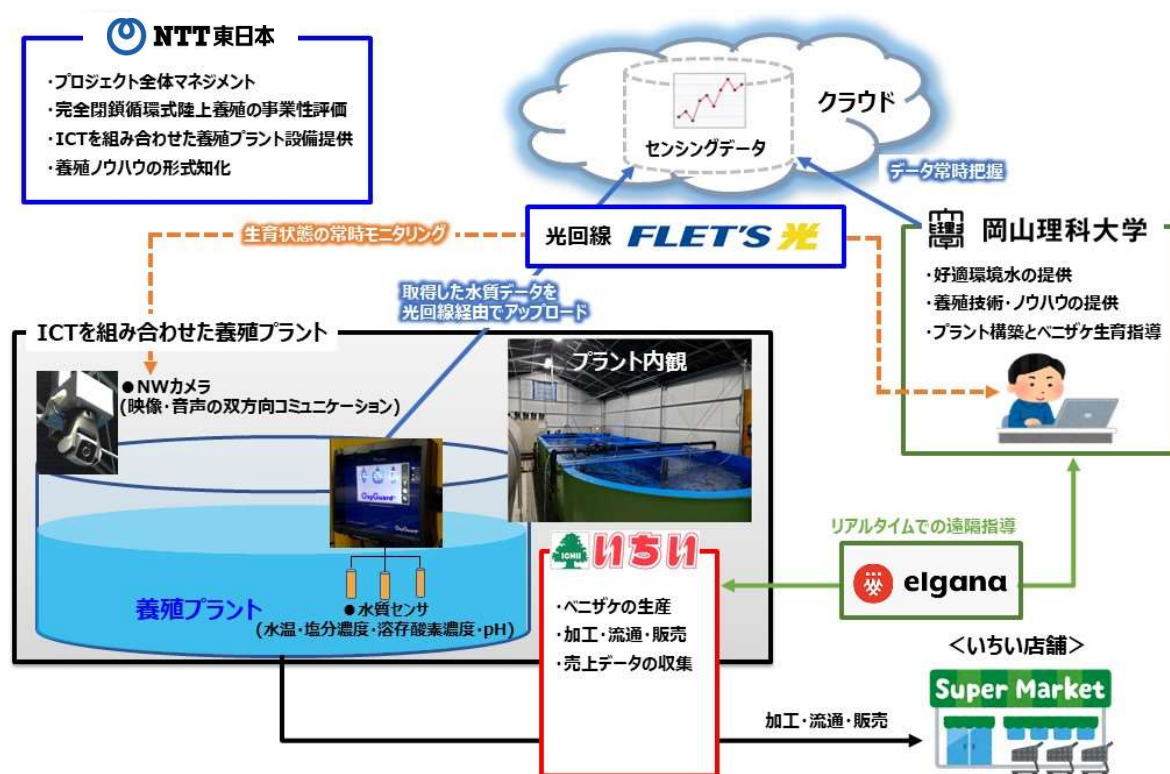 NTT東日本
・プロジェクト全体マネジメント
・完全閉鎖循環式陸上養殖の事業性評価
・ICTを組み合わせた養殖プラント設備提供
・養殖ノウハウの形式知化
クラウド
センシングデータ
データ常時把握
生育状態の常時モニタリング
光回線 FLET'S 光
岡山理科大学
・好適環境水の提供
・養殖技術・ノウハウの提供
・プラント構築とベニザケ生育指導
取得した水質データを
光回線経由でアップロード
ICTを組み合わせた養殖プラント
●NWカメラ
(映像・音声の双方向コミュニケーション)
プラント内観
OxyGuard
養殖プラント
●水質センサ
(水温・塩分濃度・溶存酸素濃度・pH)
ICHII いちい
・ベニザケの生産
・加工・流通・販売
・売上データの収集
リアルタイムでの遠隔指導
elgana
＜いちい店舗＞
Super Market
加工・流通・販売